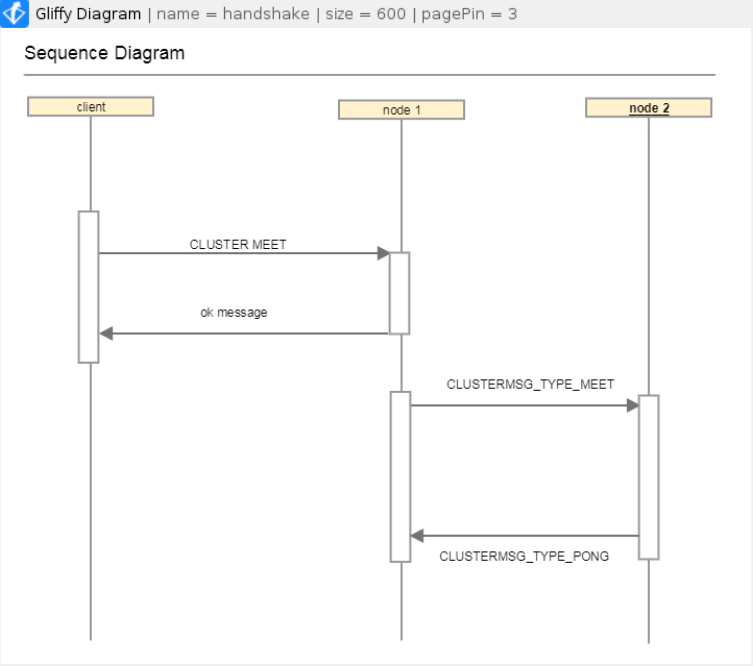 Gliffy Diagram | name = handshake | size = 600 | pagePin = 3
Sequence Diagram
client
node 1
node 2
CLUSTER MEET
ok message
CLUSTERMSG_TYPE_MEET
CLUSTERMSG_TYPE_PONG